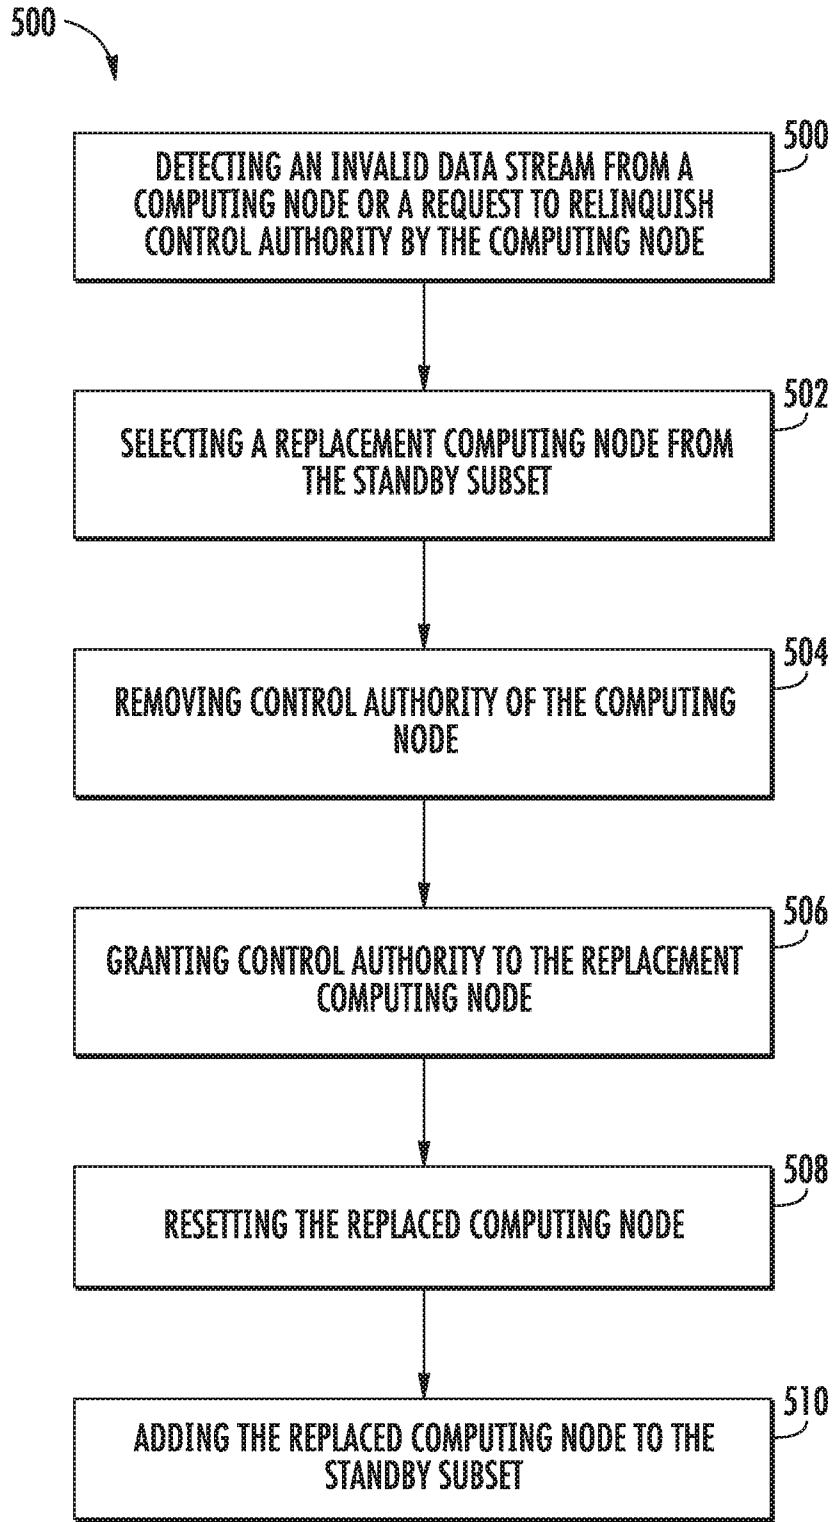 500
500
DETECTING AN INVALID DATA STREAM FROM A
COMPUTING NODE OR A REQUEST TO RELINQUISH
CONTROL AUTHORITY BY THE COMPUTING NODE
502
SELECTING A REPLACEMENT COMPUTING NODE FROM
THE STANDBY SUBSET
504
REMOVING CONTROL AUTHORITY OF THE COMPUTING
NODE
506
GRANTING CONTROL AUTHORITY TO THE REPLACEMENT
COMPUTING NODE
508
RESETTING THE REPLACED COMPUTING NODE
510
ADDING THE REPLACED COMPUTING NODE TO THE
STANDBY SUBSET